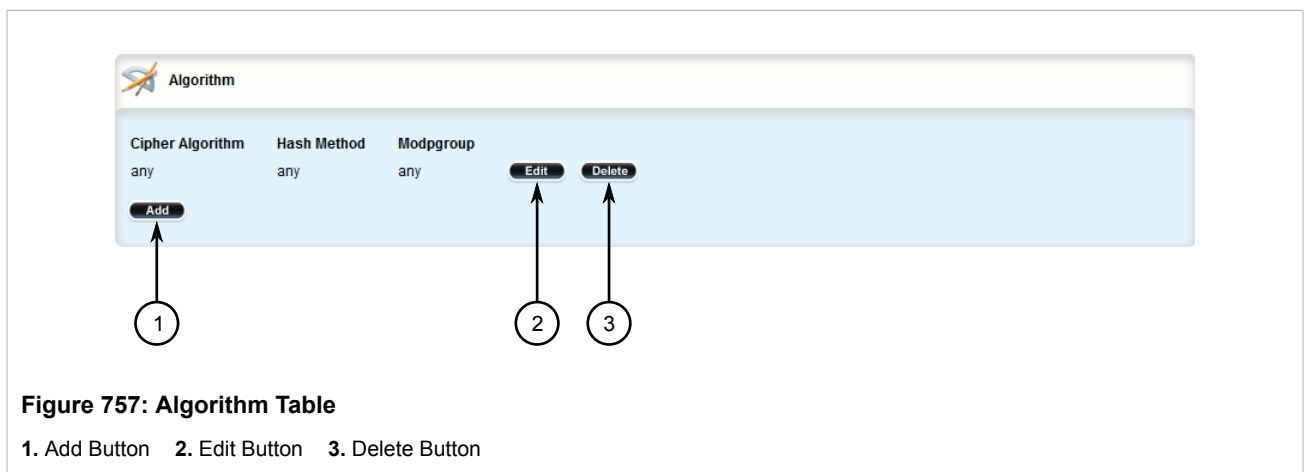 Algorithm
Cipher Algorithm Hash Method Modpgroup
any any any Edit Delete
Add
1 2 3
Figure 757: Algorithm Table
1. Add Button 2. Edit Button 3. Delete Button